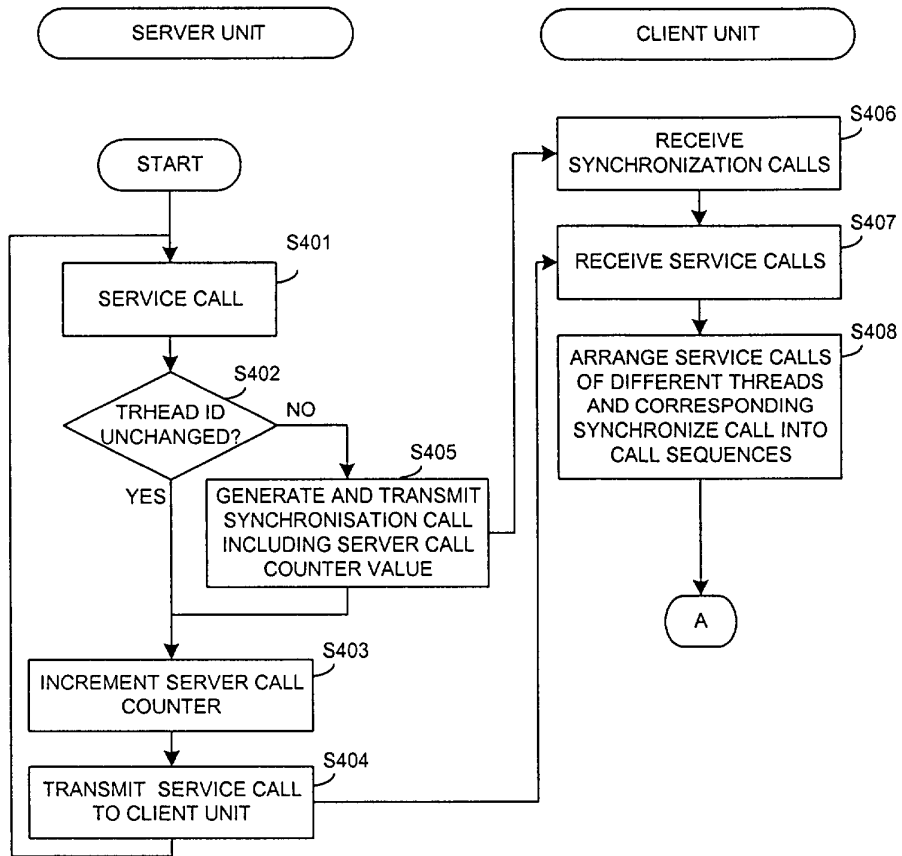 SERVER UNIT
CLIENT UNIT
START
S401
SERVICE CALL
S402
TRHEAD ID
UNCHANGED?
NO
YES
S405
GENERATE AND TRANSMIT
SYNCHRONISATION CALL
INCLUDING SERVER CALL
COUNTER VALUE
S403
INCREMENT SERVER CALL
COUNTER
S404
TRANSMIT SERVICE CALL
TO CLIENT UNIT
S406
RECEIVE
SYNCHRONIZATION CALLS
S407
RECEIVE SERVICE CALLS
S408
ARRANGE SERVICE CALLS
OF DIFFERENT THREADS
AND CORRESPONDING
SYNCHRONIZE CALL INTO
CALL SEQUENCES
A